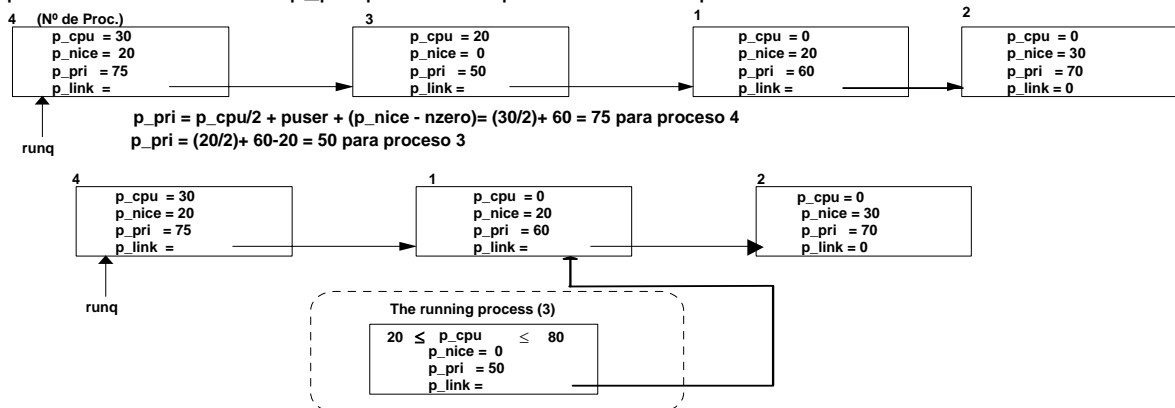 4 (Nº de Proc.)
p_cpu = 30
p_nice = 20
p_pri = 75
p_link =
3
p_cpu = 20
p_nice = 0
p_pri = 50
p_link =
1
p_cpu = 0
p_nice = 20
p_pri = 60
p_link =
2
p_cpu = 0
p_nice = 30
p_pri = 70
p_link = 0
runq
p_pri = p_cpu/2 + puser + (p_nice - nzero)= (30/2)+ 60 = 75 para proceso 4
p_pri = (20/2)+ 60-20 = 50 para proceso 3
4
p_cpu = 30
p_nice = 20
p_pri = 75
p_link =
1
p_cpu = 0
p_nice = 20
p_pri = 60
p_link =
2
p_cpu = 0
p_nice = 30
p_pri = 70
p_link = 0
runq
The running process (3)
20 ≤ p_cpu ≤ 80
p_nice = 0
p_pri = 50
p_link =